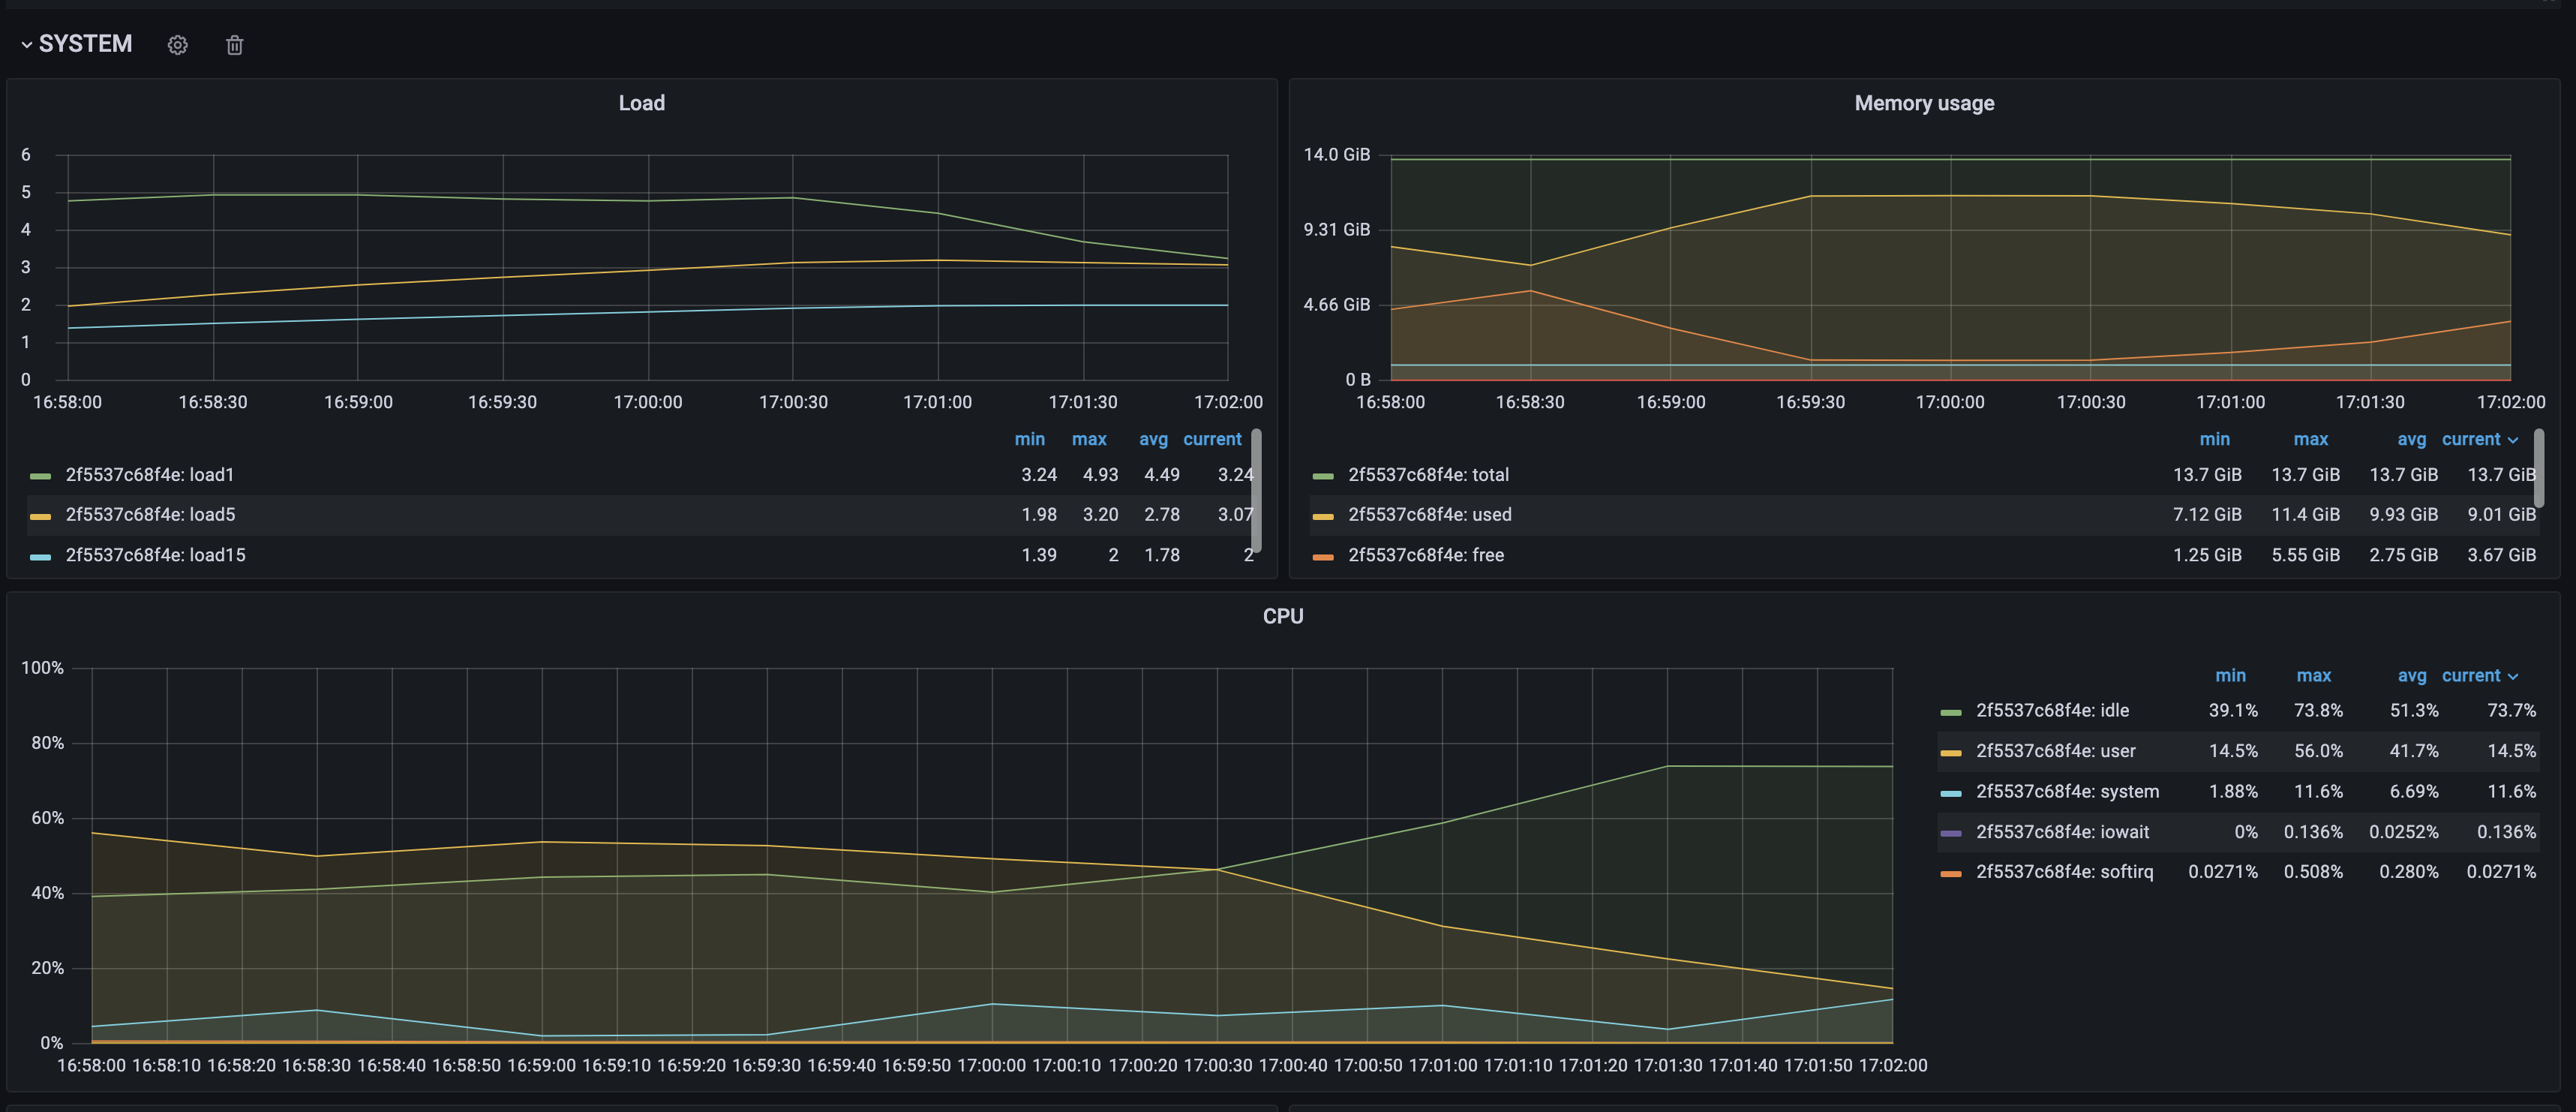 SYSTEM
Load
6
5
4
3
2
1
0
16:58:00 16:58:30 16:59:00 16:59:30 17:00:00 17:00:30 17:01:00 17:01:30 17:02:00
min max avg current
2f5537c68f4e: load1 3.24 4.93 4.49 3.24
2f5537c68f4e: load5 1.98 3.20 2.78 3.07
2f5537c68f4e: load15 1.39 2 1.78 2
Memory usage
14.0 GiB
9.31 GiB
4.66 GiB
0 B
16:58:00 16:58:30 16:59:00 16:59:30 17:00:00 17:00:30 17:01:00 17:01:30 17:02:00
min max avg current
2f5537c68f4e: total 13.7 GiB 13.7 GiB 13.7 GiB 13.7 GiB
2f5537c68f4e: used 7.12 GiB 11.4 GiB 9.93 GiB 9.01 GiB
2f5537c68f4e: free 1.25 GiB 5.55 GiB 2.75 GiB 3.67 GiB
CPU
100%
80%
60%
40%
20%
0%
16:58:00 16:58:10 16:58:20 16:58:30 16:58:40 16:58:50 16:59:00 16:59:10 16:59:20 16:59:30 16:59:40 16:59:50 17:00:00 17:00:10 17:00:20 17:00:30 17:00:40 17:00:50 17:01:00 17:01:10 17:01:20 17:01:30 17:01:40 17:01:50 17:02:00
min max avg current
2f5537c68f4e: idle 39.1% 73.8% 51.3% 73.7%
2f5537c68f4e: user 14.5% 56.0% 41.7% 14.5%
2f5537c68f4e: system 1.88% 11.6% 6.69% 11.6%
2f5537c68f4e: iowait 0% 0.136% 0.0252% 0.136%
2f5537c68f4e: softirq 0.0271% 0.508% 0.280% 0.0271%